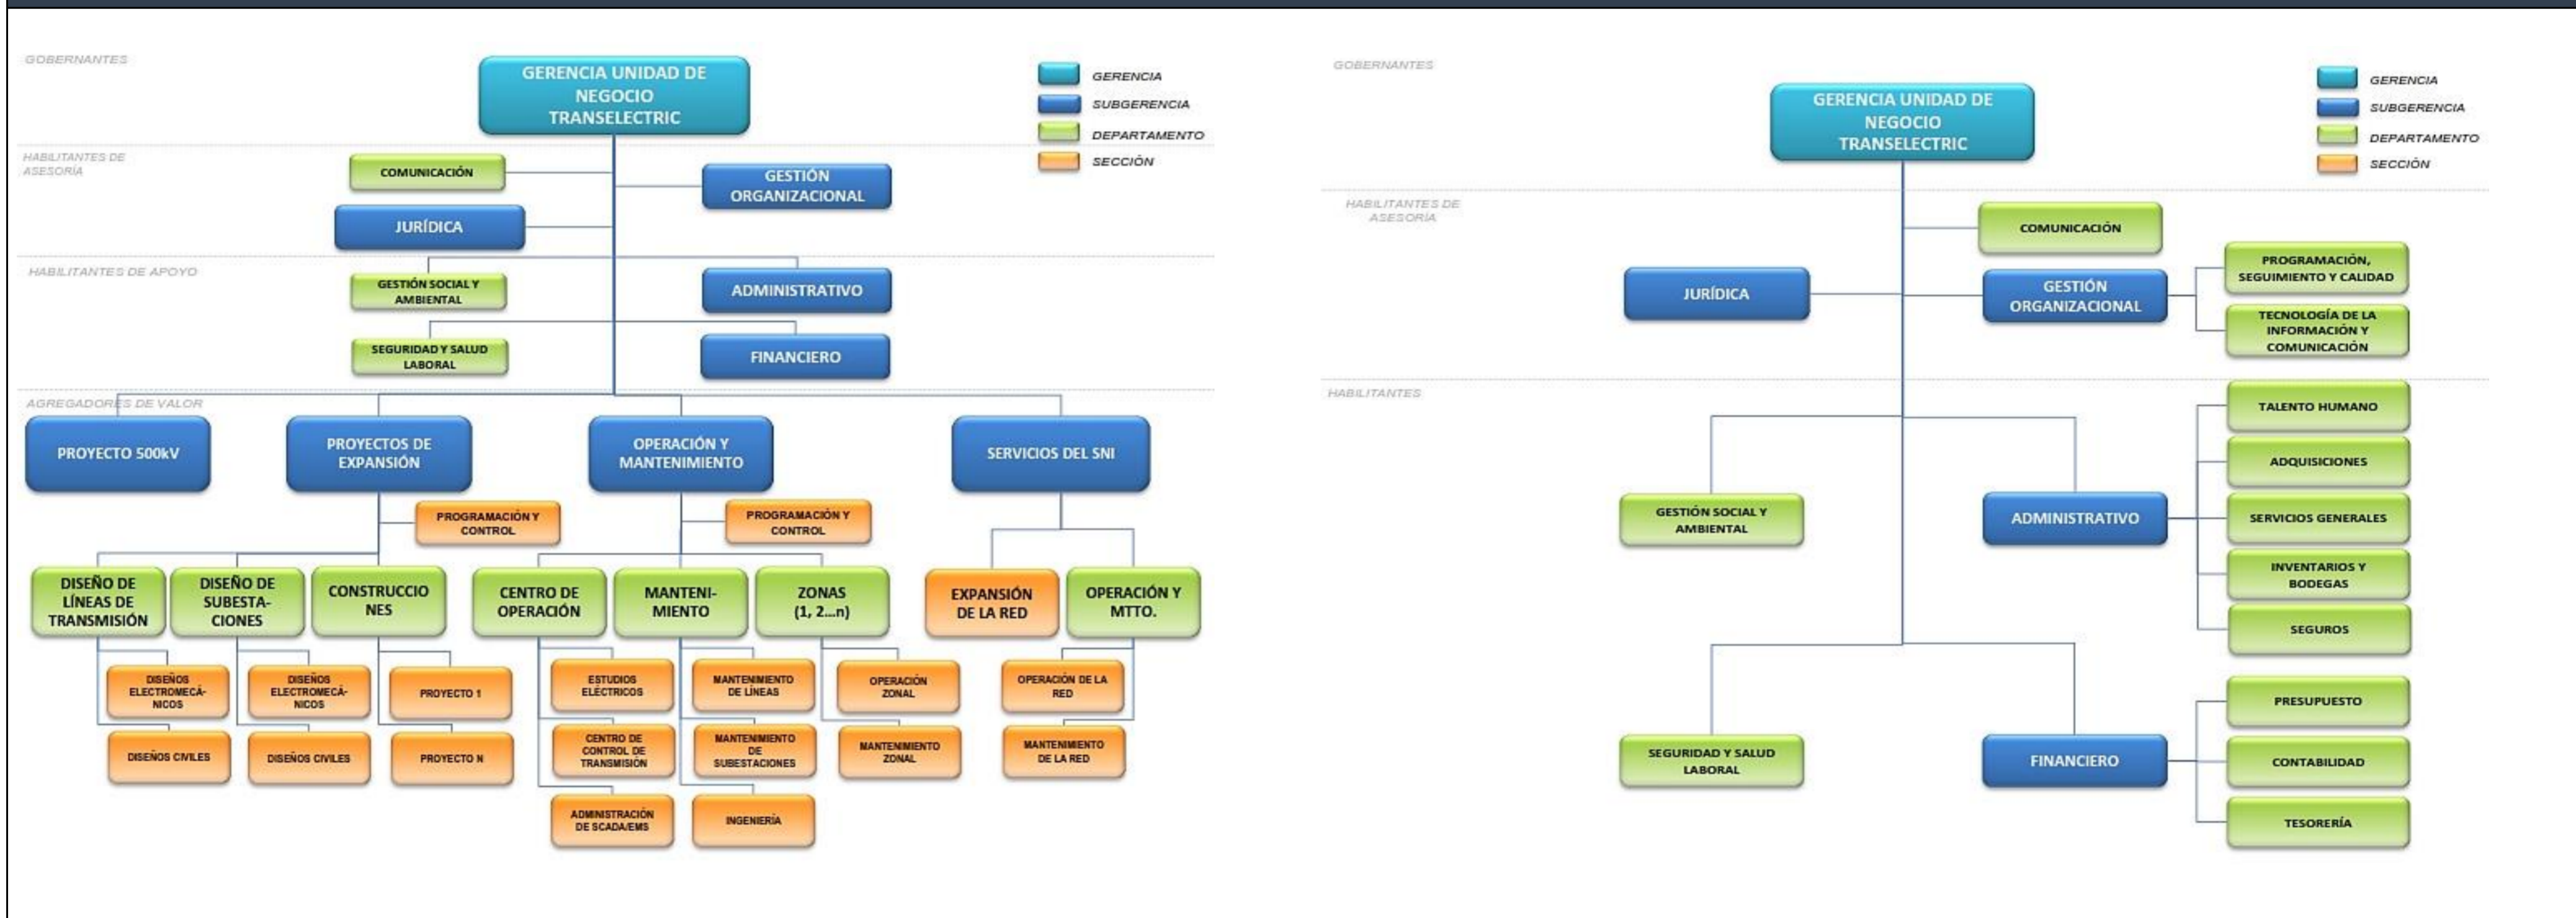 GOBERNANTES
GERENCIA UNIDAD DE
NEGOCIO
TRANSELECTRIC
GERENCIA
SUBGERENCIA
DEPARTAMENTO
SECCIÓN
HABILITANTES DE
ASESORÍA
COMUNICACIÓN
GESTIÓN
ORGANIZACIONAL
JURÍDICA
HABILITANTES DE APOYO
GESTIÓN SOCIAL Y
AMBIENTAL
ADMINISTRATIVO
SEGURIDAD Y SALUD
LABORAL
FINANCIERO
AGREGADORES DE VALOR
PROYECTO 500kV
PROYECTOS DE
EXPANSIÓN
OPERACIÓN Y
MANTENIMIENTO
SERVICIOS DEL SNI
PROGRAMACIÓN Y
CONTROL
PROGRAMACIÓN Y
CONTROL
DISEÑO DE
LÍNEAS DE
TRANSMISIÓN
DISEÑO DE
SUBESTA-
CIONES
CONSTRUCCIO
NES
CENTRO DE
OPERACIÓN
MANTENI-
MIENTO
ZONAS
(1, 2...n)
EXPANSIÓN
DE LA RED
OPERACIÓN Y
MTTO.
DISEÑOS
ELECTROMECÁ-
NICOS
DISEÑOS
ELECTROMECÁ-
NICOS
PROYECTO 1
ESTUDIOS
ELÉCTRICOS
MANTENIMIENTO
DE LÍNEAS
OPERACIÓN
ZONAL
OPERACIÓN DE LA
RED
DISEÑOS CIVILES
DISEÑOS CIVILES
PROYECTO N
CENTRO DE
CONTROL DE
TRANSMISIÓN
MANTENIMIENTO
DE
SUBESTACIONES
MANTENIMIENTO
ZONAL
MANTENIMIENTO
DE LA RED
ADMINISTRACIÓN
DE SCADA/EMS
INGENIERÍA
GOBERNANTES
GERENCIA UNIDAD DE
NEGOCIO
TRANSELECTRIC
GERENCIA
SUBGERENCIA
DEPARTAMENTO
SECCIÓN
HABILITANTES DE
ASESORÍA
COMUNICACIÓN
JURÍDICA
GESTIÓN
ORGANIZACIONAL
PROGRAMACIÓN,
SEGUIMIENTO Y CALIDAD
TECNOLOGÍA DE LA
INFORMACIÓN Y
COMUNICACIÓN
HABILITANTES
TALENTO HUMANO
ADQUISICIONES
GESTIÓN SOCIAL Y
AMBIENTAL
ADMINISTRATIVO
SERVICIOS GENERALES
INVENTARIOS Y
BODEGAS
SEGUROS
PRESUPUESTO
SEGURIDAD Y SALUD
LABORAL
FINANCIERO
CONTABILIDAD
TESORERÍA